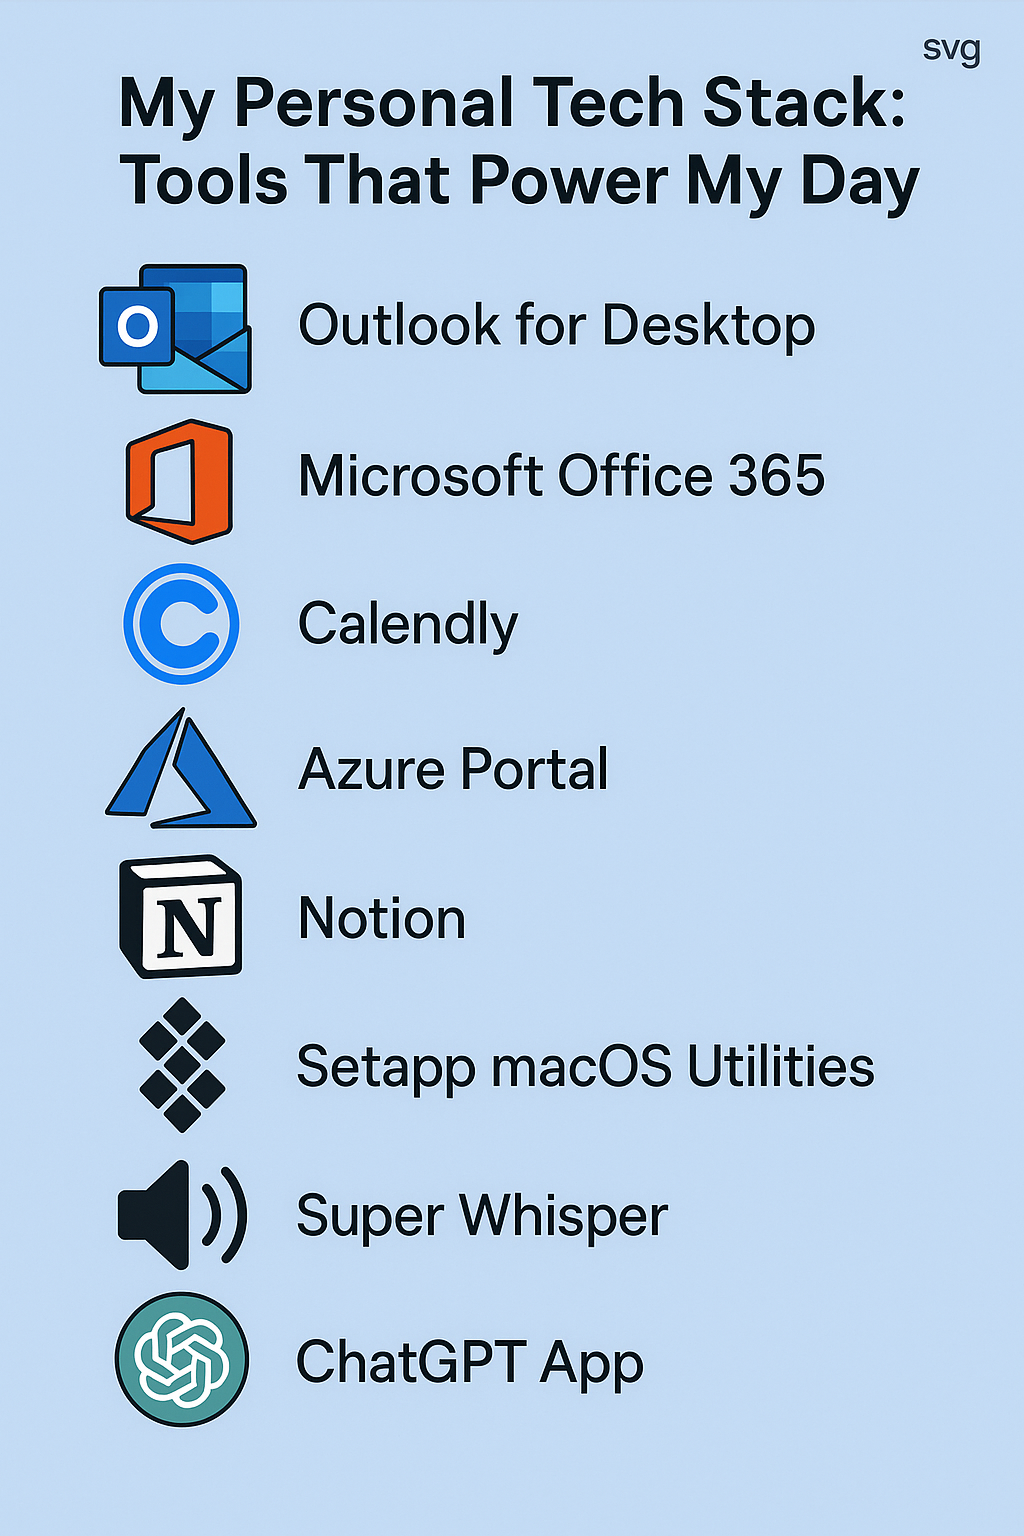 svg
My Personal Tech Stack:
Tools That Power My Day
O
Outlook for Desktop
Microsoft Office 365
C
Calendly
Azure Portal
N
Notion
Setapp macOS Utilities
Super Whisper
ChatGPT App